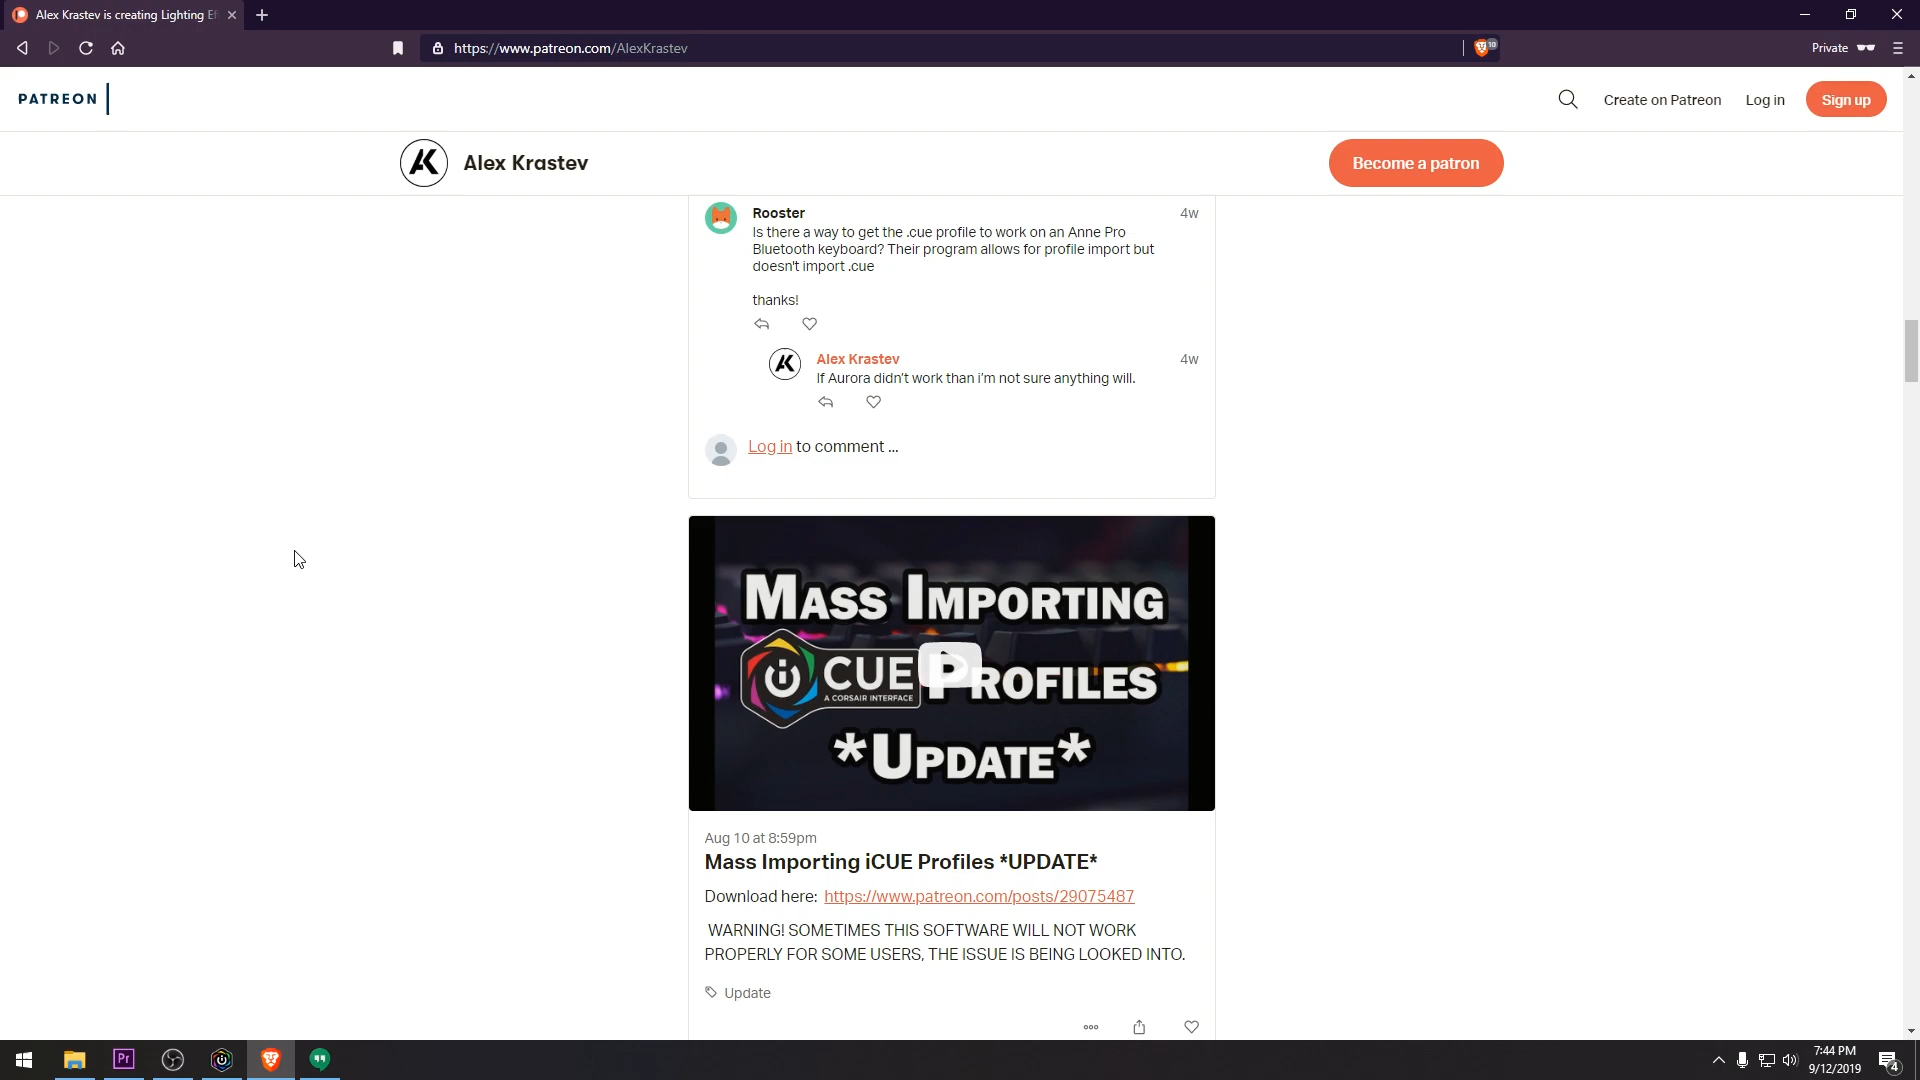 Alex Krastev is creating Lighting Ef
https://www.patreon.com/AlexKrastev
10
Private
PATREON
Create on Patreon
Log in
Sign up
AK
Alex Krastev
Become a patron
Rooster
4w
Is there a way to get the .cue profile to work on an Anne Pro
Bluetooth keyboard? Their program allows for profile import but
doesn't import .cue
thanks!
AK
Alex Krastev
4w
If Aurora didn't work than i'm not sure anything will.
Log in to comment ...
MASS IMPORTING
CUE PROFILES
A CORSAIR INTERFACE
*UPDATE*
Aug 10 at 8:59pm
Mass Importing iCUE Profiles *UPDATE*
Download here: https://www.patreon.com/posts/29075487
WARNING! SOMETIMES THIS SOFTWARE WILL NOT WORK
PROPERLY FOR SOME USERS, THE ISSUE IS BEING LOOKED INTO.
Update
Pr
7:44 PM
9/12/2019
4